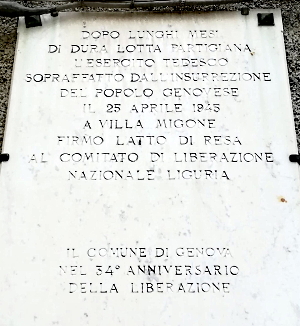 DOPO LUNGHI MESI
DI DURA LOTTA PARTIGIANA
L'ESERCITO TEDESCO
SOPRAFFATTO DALL'INSURREZIONE
DEL POPOLO GENOVESE
IL 25 APRILE 1945
A VILLA MIGONE
FIRMO L'ATTO DI RESA
AL COMITATO DI LIBERAZIONE
NAZIONALE LIGURIA
IL COMUNE DI GENOVA
NEL 34° ANNIVERSARIO
DELLA LIBERAZIONE